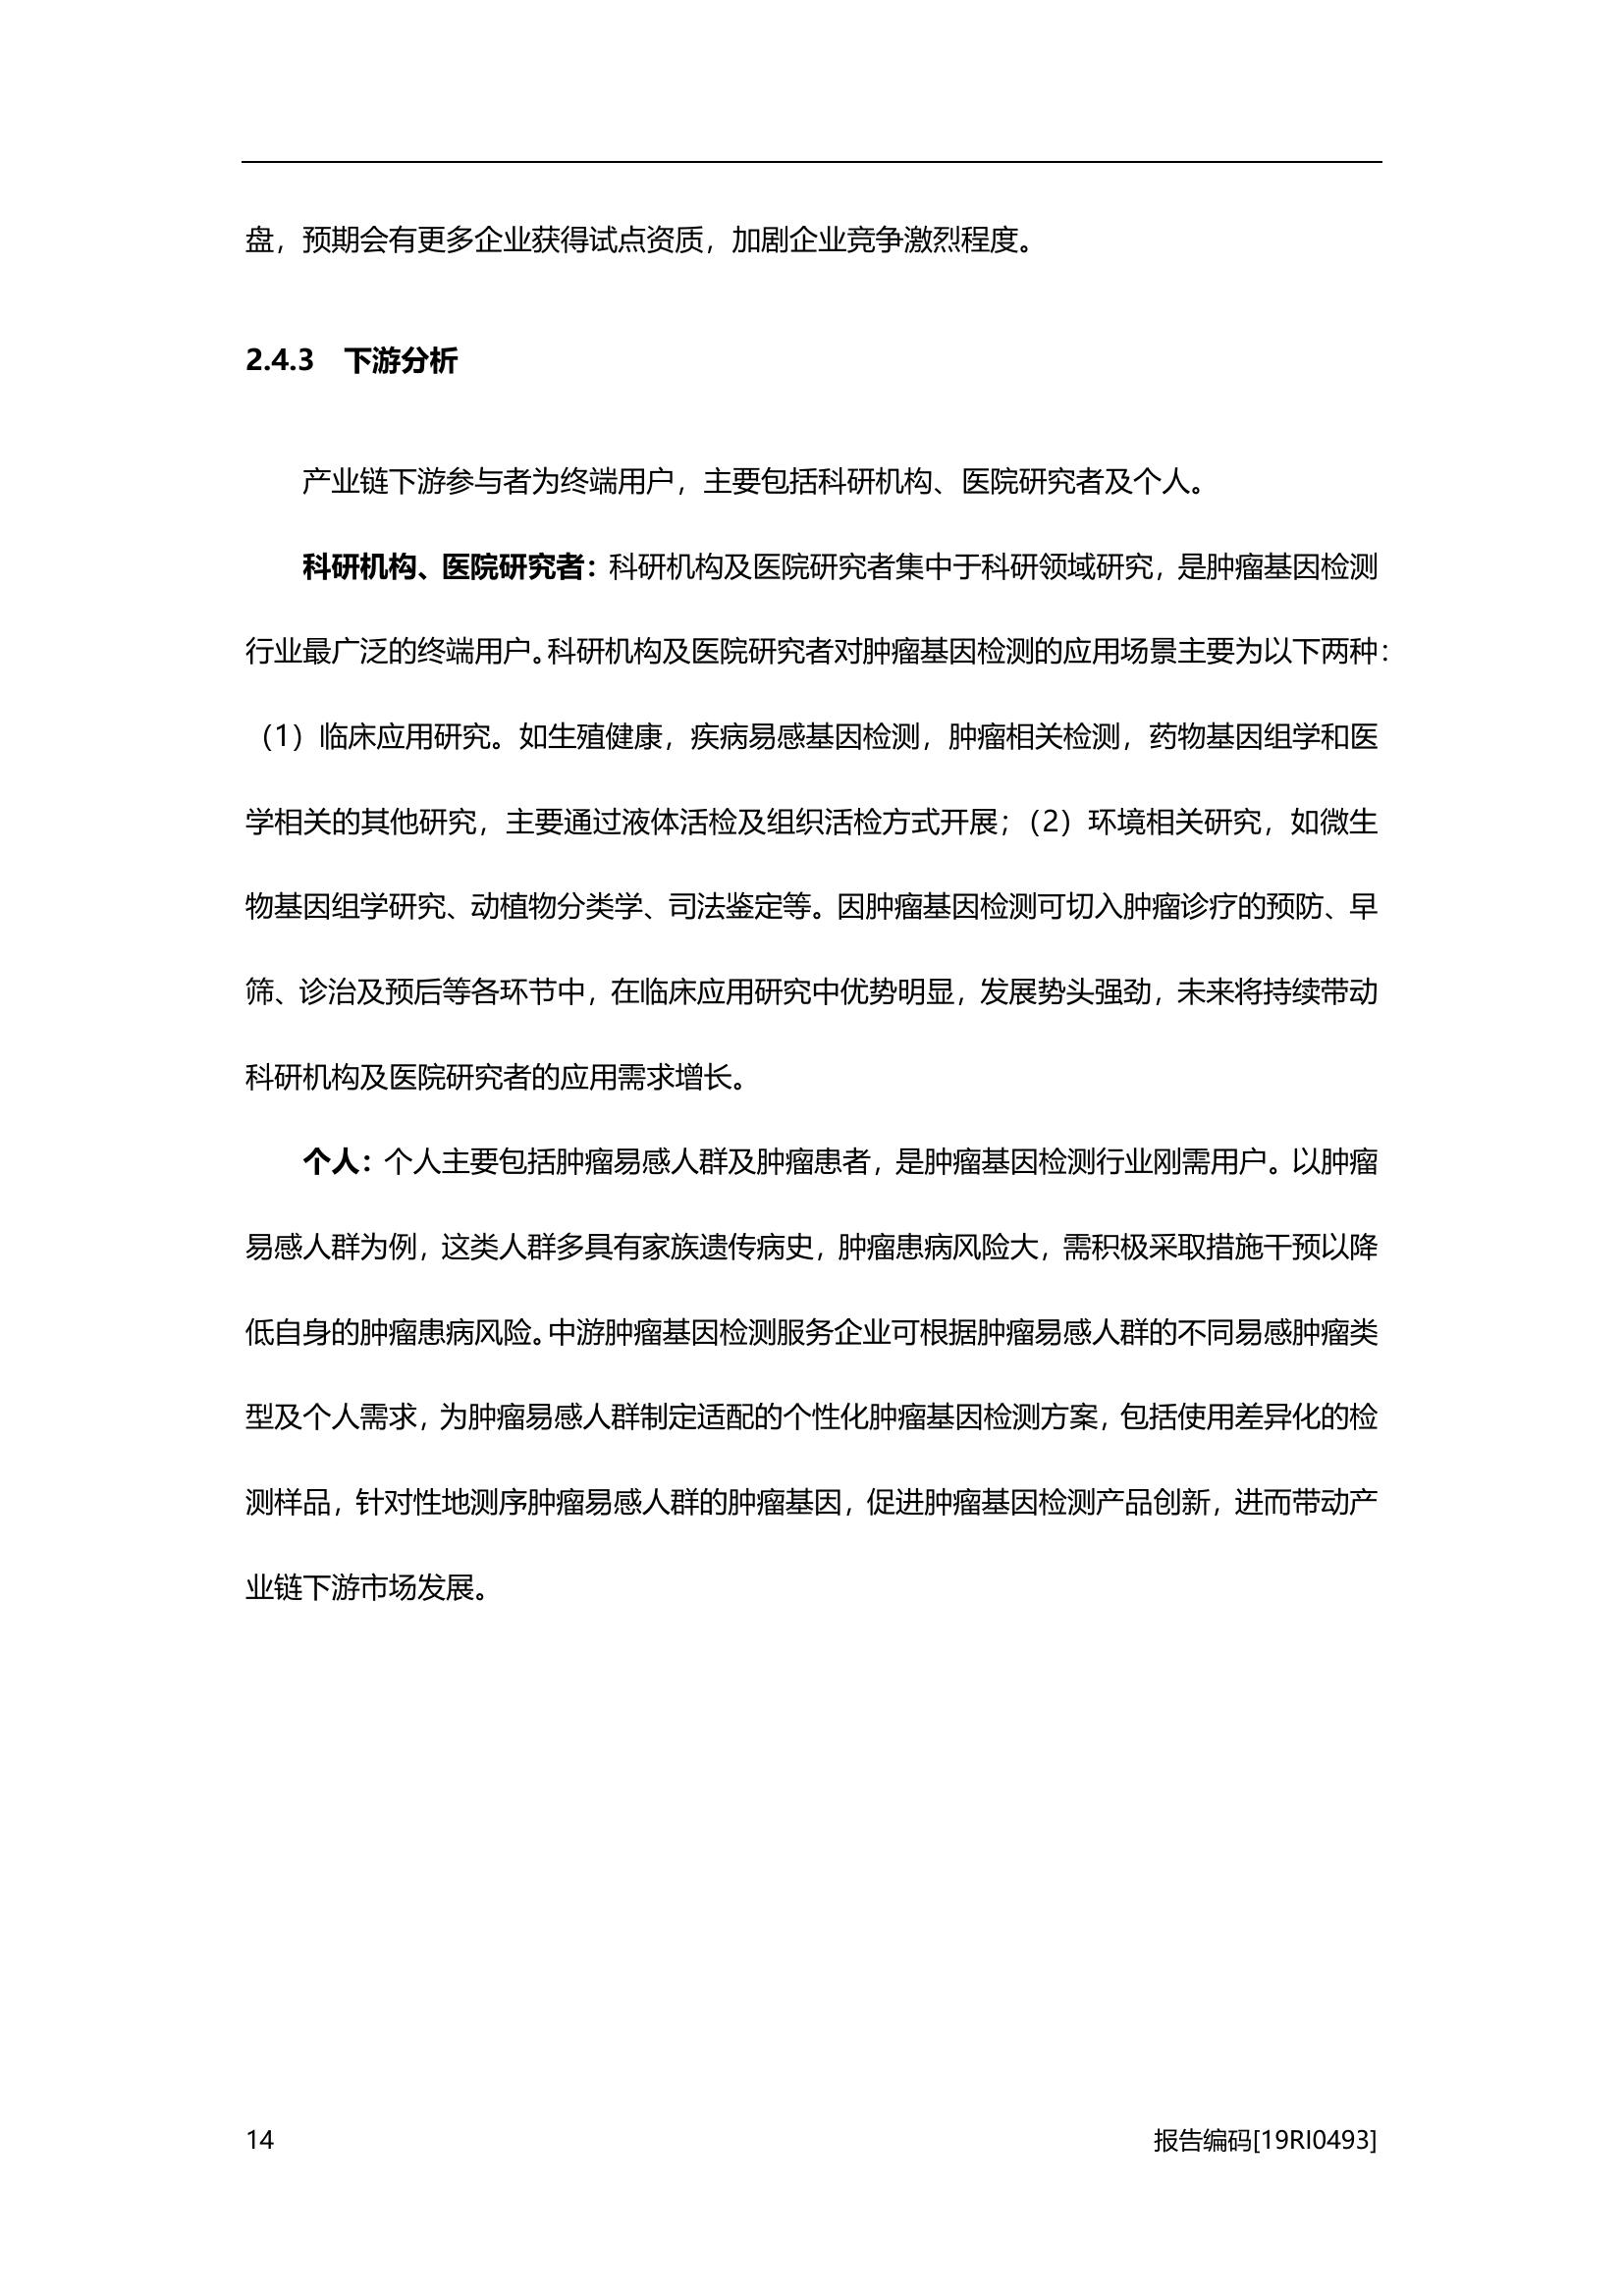 盘，预期会有更多企业获得试点资质，加剧企业竞争激烈程度。
2.4.3 下游分析
产业链下游参与者为终端用户，主要包括科研机构、医院研究者及个人。
科研机构、医院研究者：科研机构及医院研究者集中于科研领域研究，是肿瘤基因检测
行业最广泛的终端用户。科研机构及医院研究者对肿瘤基因检测的应用场景主要为以下两种：
（1）临床应用研究。如生殖健康，疾病易感基因检测，肿瘤相关检测，药物基因组学和医
学相关的其他研究，主要通过液体活检及组织活检方式开展；（2）环境相关研究，如微生
物基因组学研究、动植物分类学、司法鉴定等。因肿瘤基因检测可切入肿瘤诊疗的预防、早
筛、诊治及预后等各环节中，在临床应用研究中优势明显，发展势头强劲，未来将持续带动
科研机构及医院研究者的应用需求增长。
个人：个人主要包括肿瘤易感人群及肿瘤患者，是肿瘤基因检测行业刚需用户。以肿瘤
易感人群为例，这类人群多具有家族遗传病史，肿瘤患病风险大，需积极采取措施干预以降
低自身的肿瘤患病风险。中游肿瘤基因检测服务企业可根据肿瘤易感人群的不同易感肿瘤类
型及个人需求，为肿瘤易感人群制定适配的个性化肿瘤基因检测方案，包括使用差异化的检
测样品，针对性地测序肿瘤易感人群的肿瘤基因，促进肿瘤基因检测产品创新，进而带动产
业链下游市场发展。
14 报告编码[19RI0493]